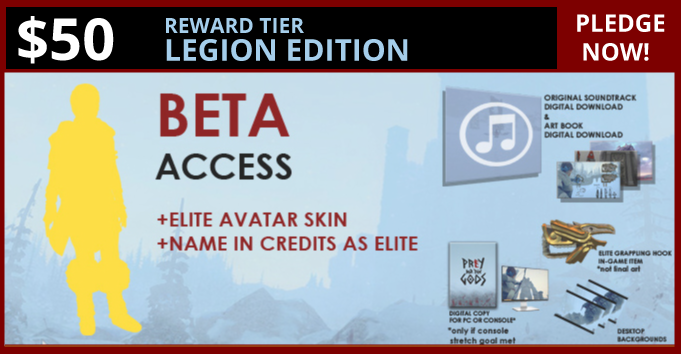 $50
REWARD TIER
LEGION EDITION
PLEDGE
NOW!
BETA
ACCESS
+ELITE AVATAR SKIN
+NAME IN CREDITS AS ELITE
ORIGINAL SOUNDTRACK
DIGITAL DOWNLOAD
&
ART BOOK
DIGITAL DOWNLOAD
ELITE GRAPPLING HOOK
IN-GAME ITEM
*not final art
PREY
FOR THE
GODS
DIGITAL COPY
FOR PC OR CONSOLE*
*only if console
stretch goal met
DESKTOP
BACKGROUNDS